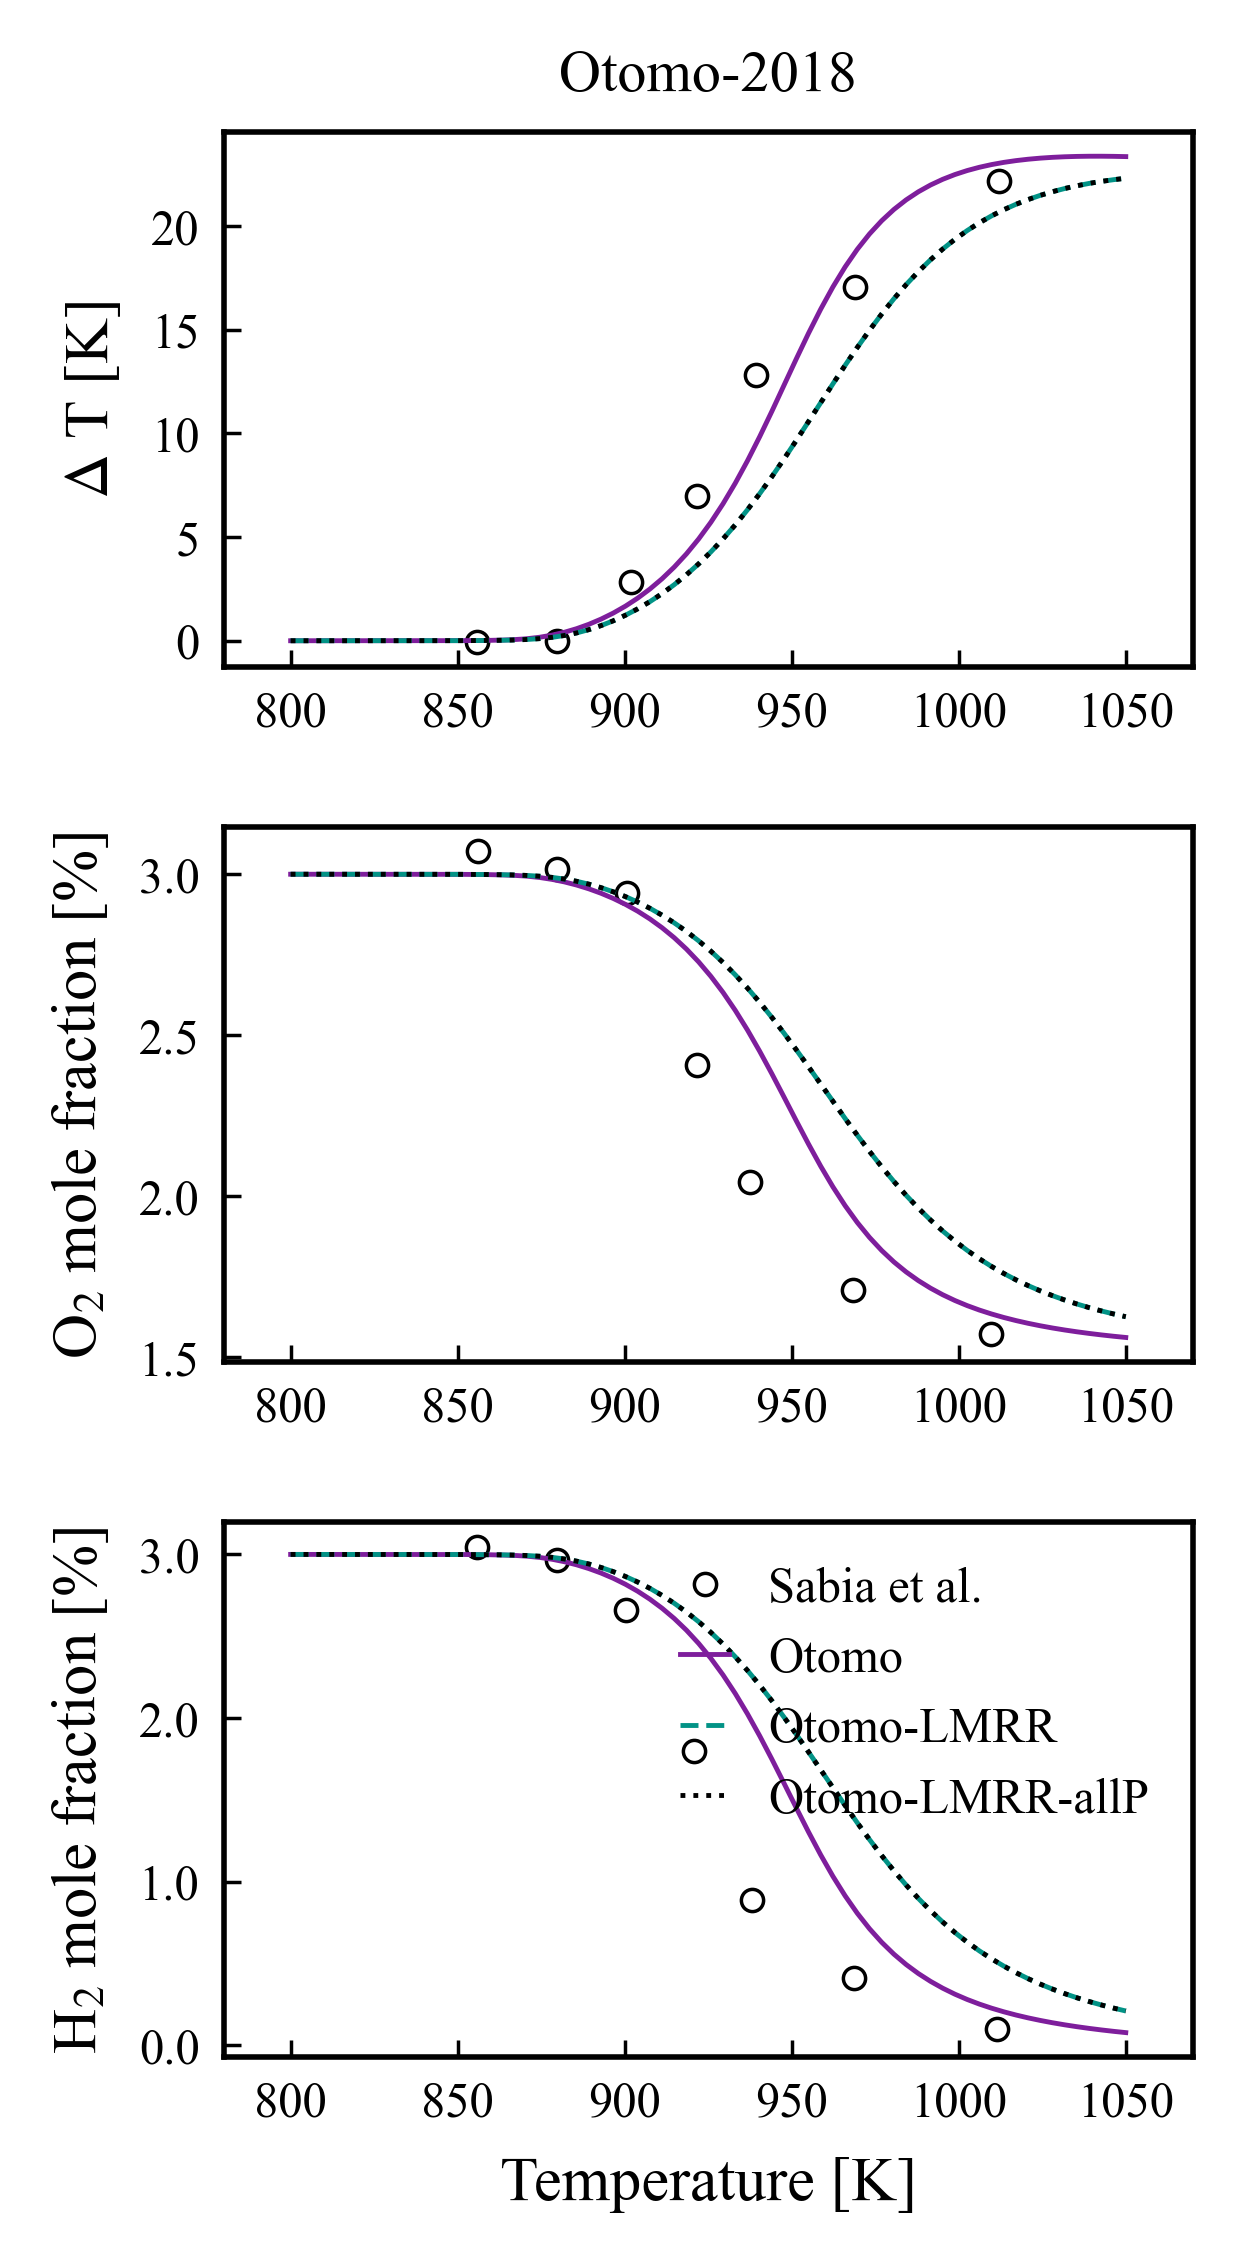 Otomo-2018
Δ T [K]
20
15
10
5
0
800 850 900 950 1000 1050
O₂ mole fraction [%]
3.0
2.5
2.0
1.5
800 850 900 950 1000 1050
H₂ mole fraction [%]
3.0
2.0
1.0
0.0
Sabia et al.
Otomo
Otomo-LMRR
Otomo-LMRR-allP
800 850 900 950 1000 1050
Temperature [K]